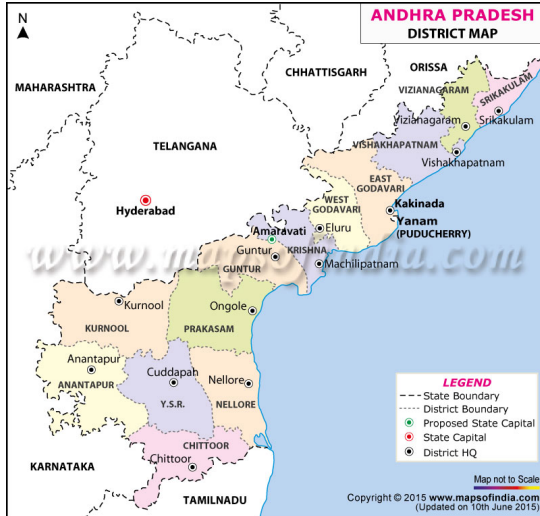 N
ANDHRA PRADESH
DISTRICT MAP
MAHARASHTRA
CHHATTISGARH
ORISSA
VIZIANAGARAM
SRIKAKULAM
Vizianagaram
Srikakulam
TELANGANA
VISHAKHAPATNAM
Vishakhapatnam
EAST
GODAVARI
WEST
GODAVARI
Hyderabad
Kakinada
Yanam
(PUDUCHERRY)
Amaravati
Eluru
Guntur
KRISHNA
GUNTUR
Machilipatnam
www.mapsofindia.com
Kurnool
Ongole
KURNOOL
PRAKASAM
Anantapur
Cuddapah
Nellore
ANANTAPUR
Y.S.R.
NELLORE
CHITTOOR
Chittoor
KARNATAKA
TAMILNADU
LEGEND
State Boundary
District Boundary
Proposed State Capital
State Capital
District HQ
Map not to Scale
Copyright © 2015 www.mapsofindia.com
(Updated on 10th June 2015)